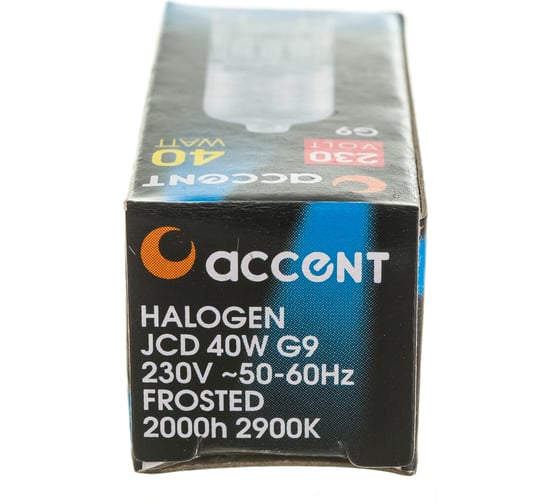 G9
230
VOLT
40
WATT
accent
accent
HALOGEN
JCD 40W G9
230V ~50-60Hz
FROSTED
2000h 2900K